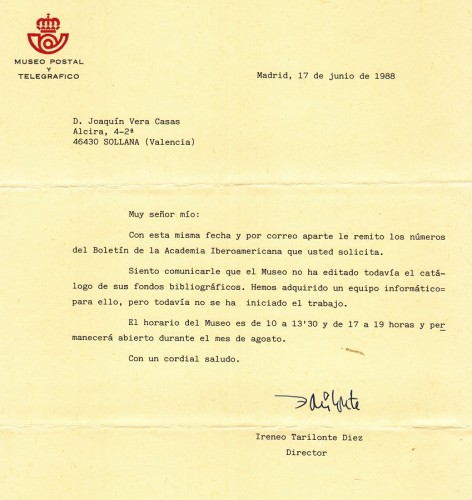 MUSEO POSTAL
Y
TELEGRAFICO
Madrid, 17 de junio de 1988
D. Joaquín Vera Casas
Alcira, 4-2ª
46430 SOLLANA (Valencia)
Muy señor mío:
Con esta misma fecha y por correo aparte le remito los números
del Boletín de la Academia Iberoamericana que usted solicita.
Siento comunicarle que el Museo no ha editado todavía el catá-
logo de sus fondos bibliográficos. Hemos adquirido un equipo informático=
para ello, pero todavía no se ha iniciado el trabajo.
El horario del Museo es de 10 a 13'30 y de 17 a 19 horas y per
manecerá abierto durante el mes de agosto.
Con un cordial saludo.
Ireneo Tarilonte Diez
Director